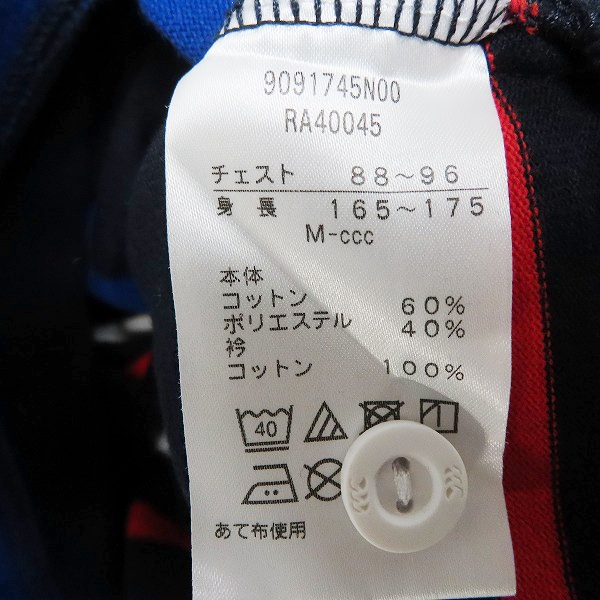 9091745N00
RA40045
チェスト 88～96
身長 165～175
M-ccc
本体
コットン 60%
ポリエステル 40%
衿
コットン 100%
40
あて布使用